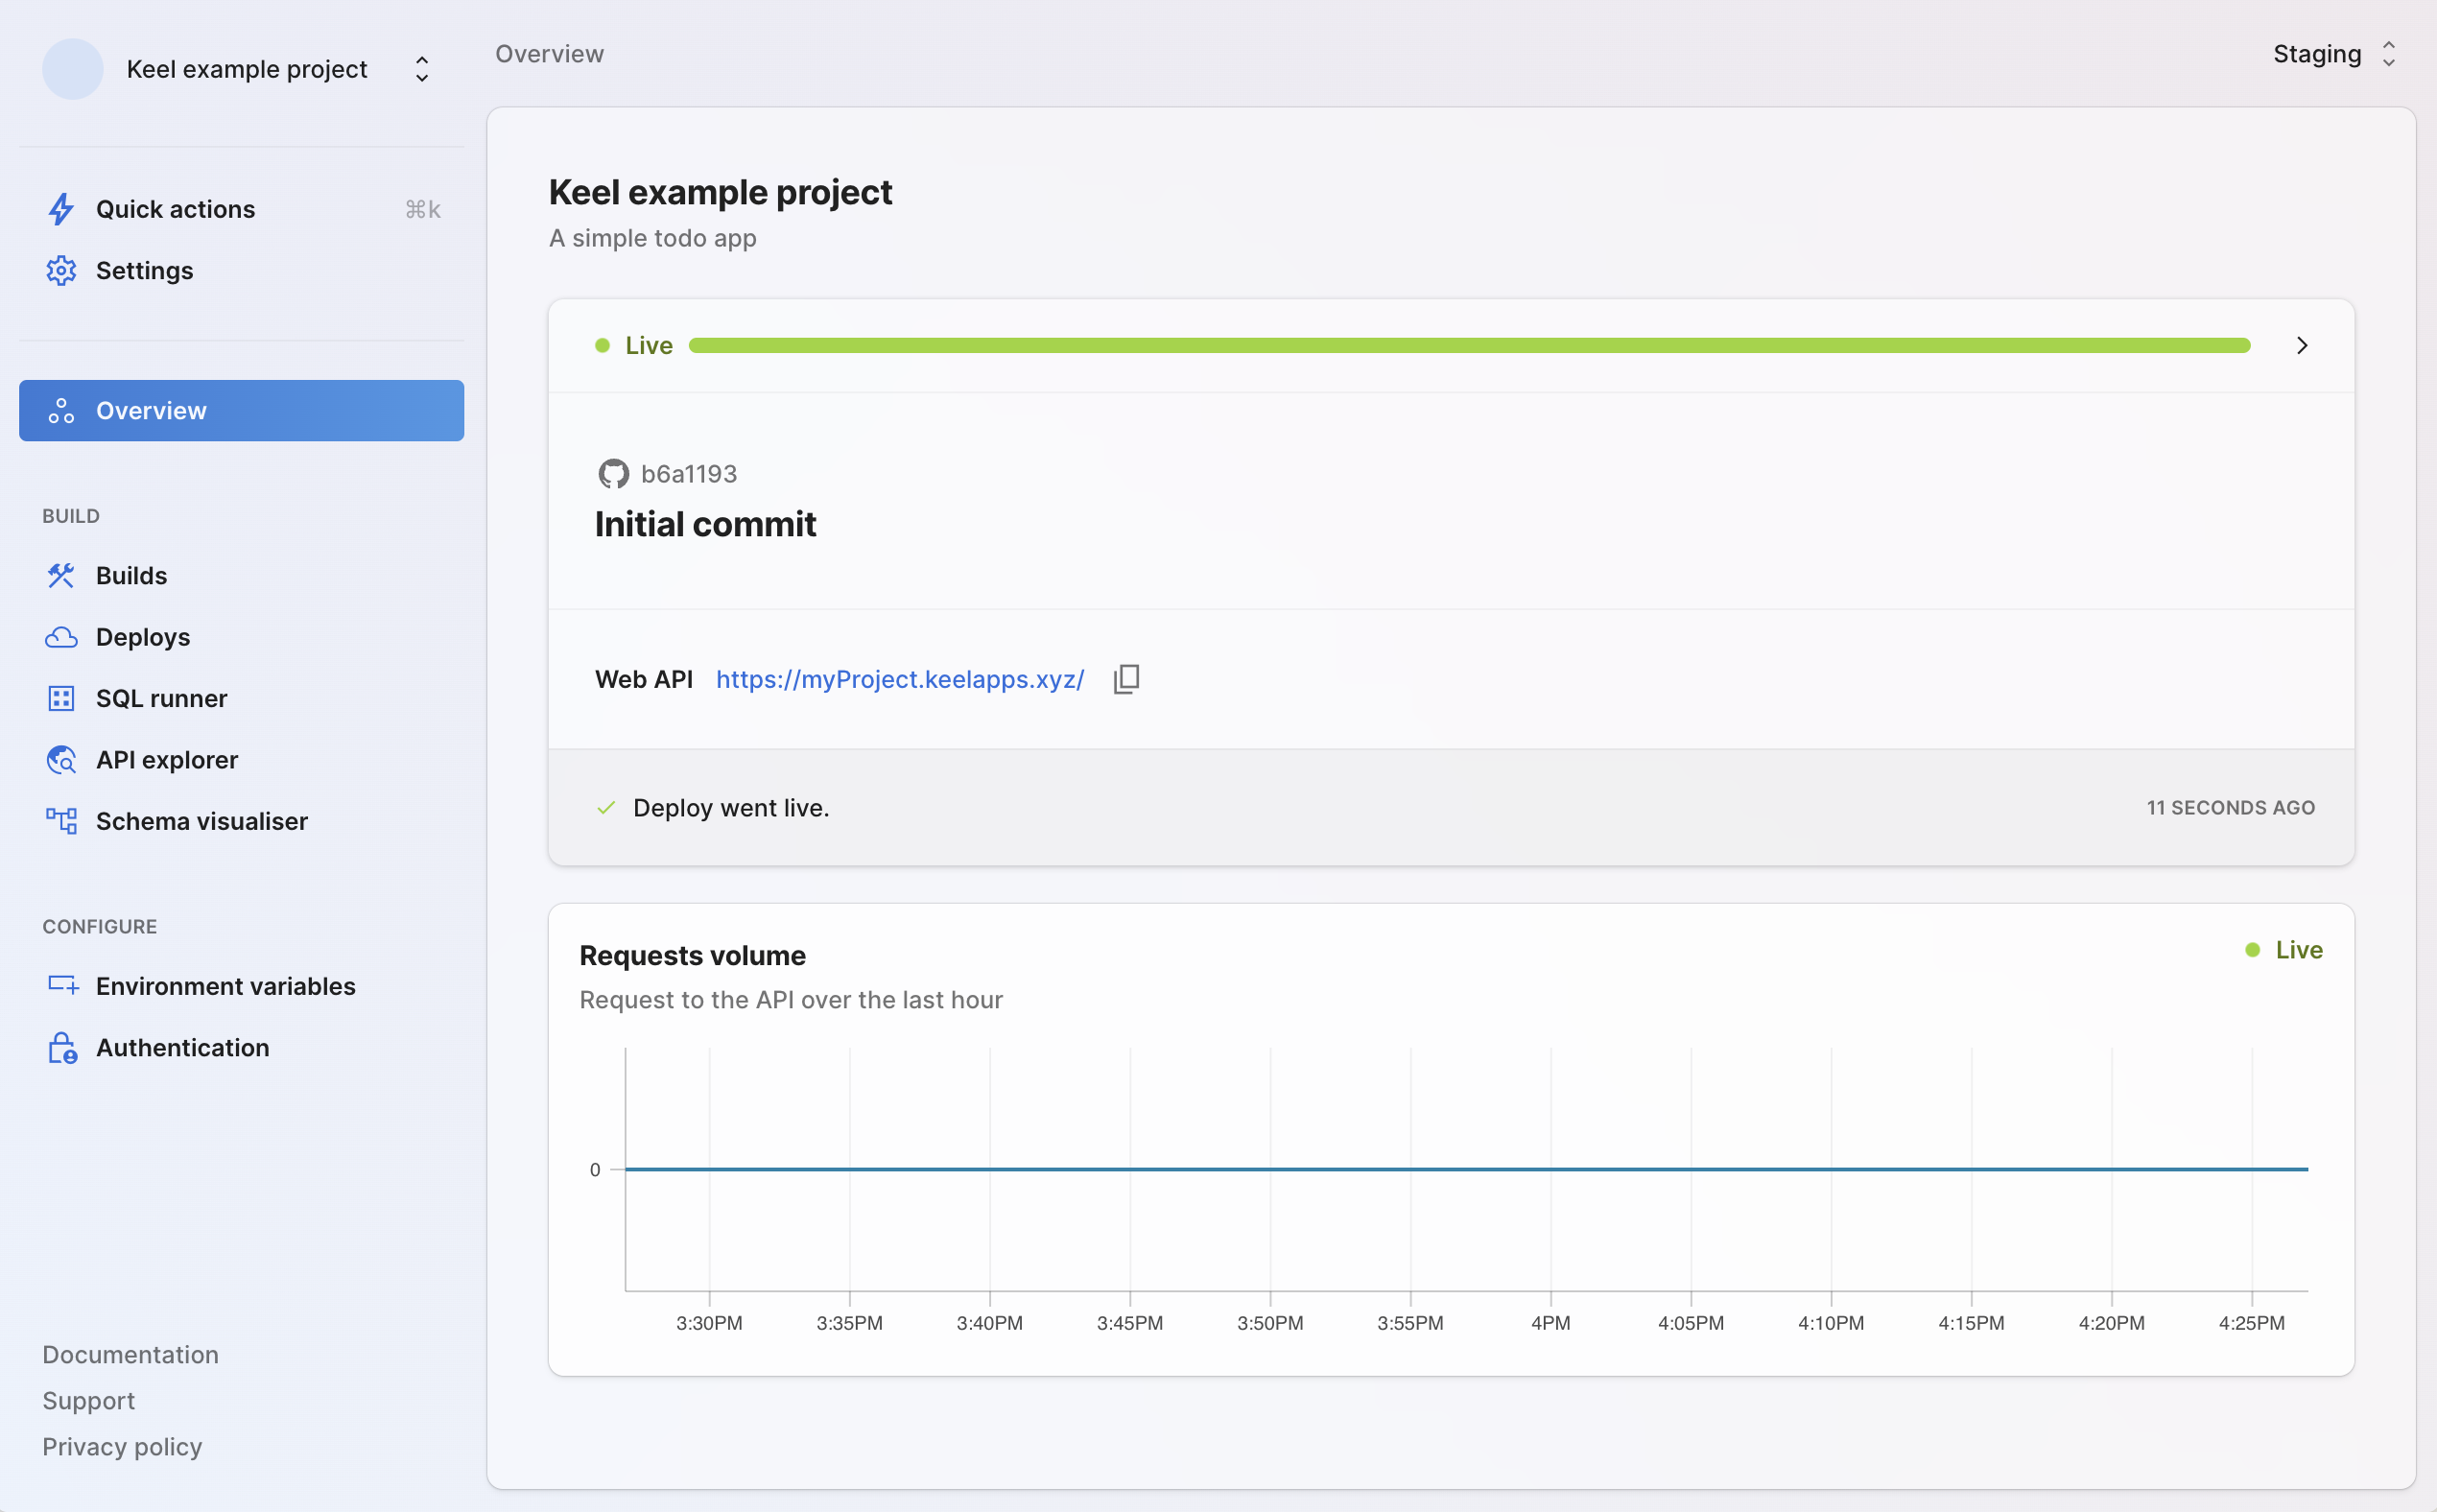 Keel example project
Quick actions ⌘k
Settings
Overview
BUILD
Builds
Deploys
SQL runner
API explorer
Schema visualiser
CONFIGURE
Environment variables
Authentication
Documentation
Support
Privacy policy
Overview
Staging
Keel example project
A simple todo app
Live
b6a1193
Initial commit
Web API https://myProject.keelapps.xyz/
Deploy went live. 11 SECONDS AGO
Requests volume
Live
Request to the API over the last hour
0
3:30PM 3:35PM 3:40PM 3:45PM 3:50PM 3:55PM 4PM 4:05PM 4:10PM 4:15PM 4:20PM 4:25PM